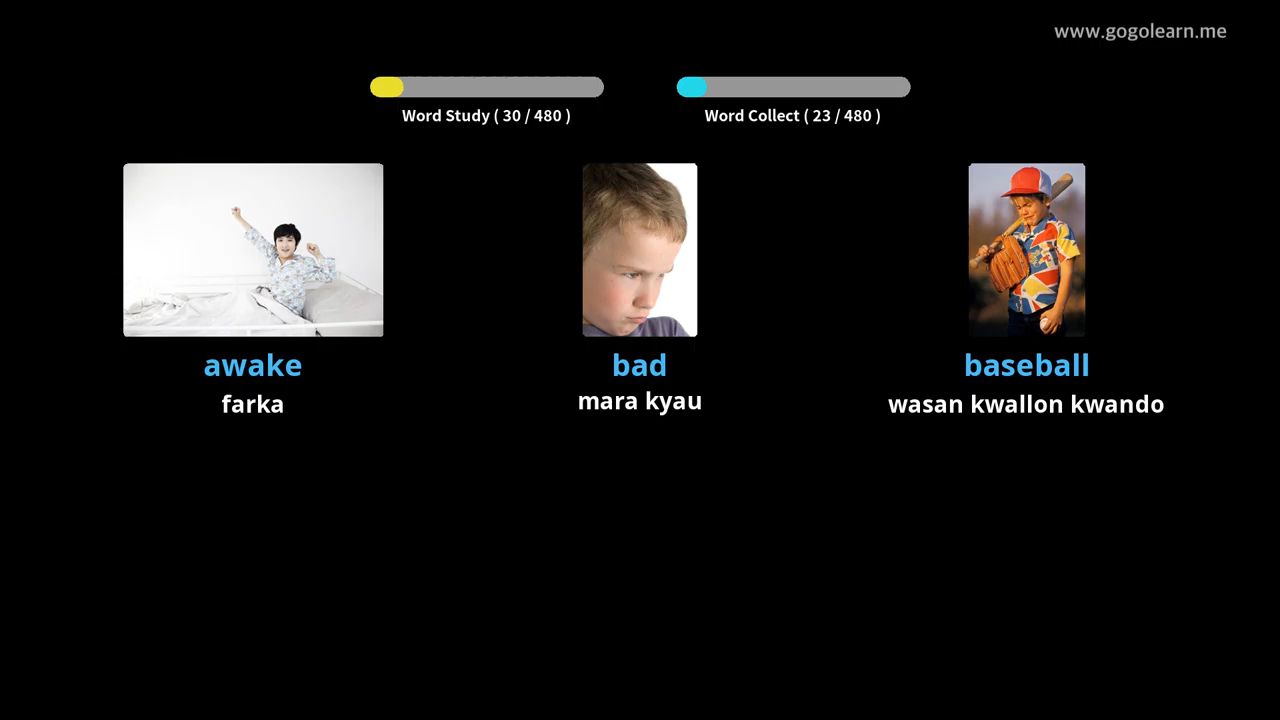 www.gogolearn.me
Word Study ( 30 / 480 )
Word Collect ( 23 / 480 )
awake
farka
bad
mara kyau
baseball
wasan kwallon kwando